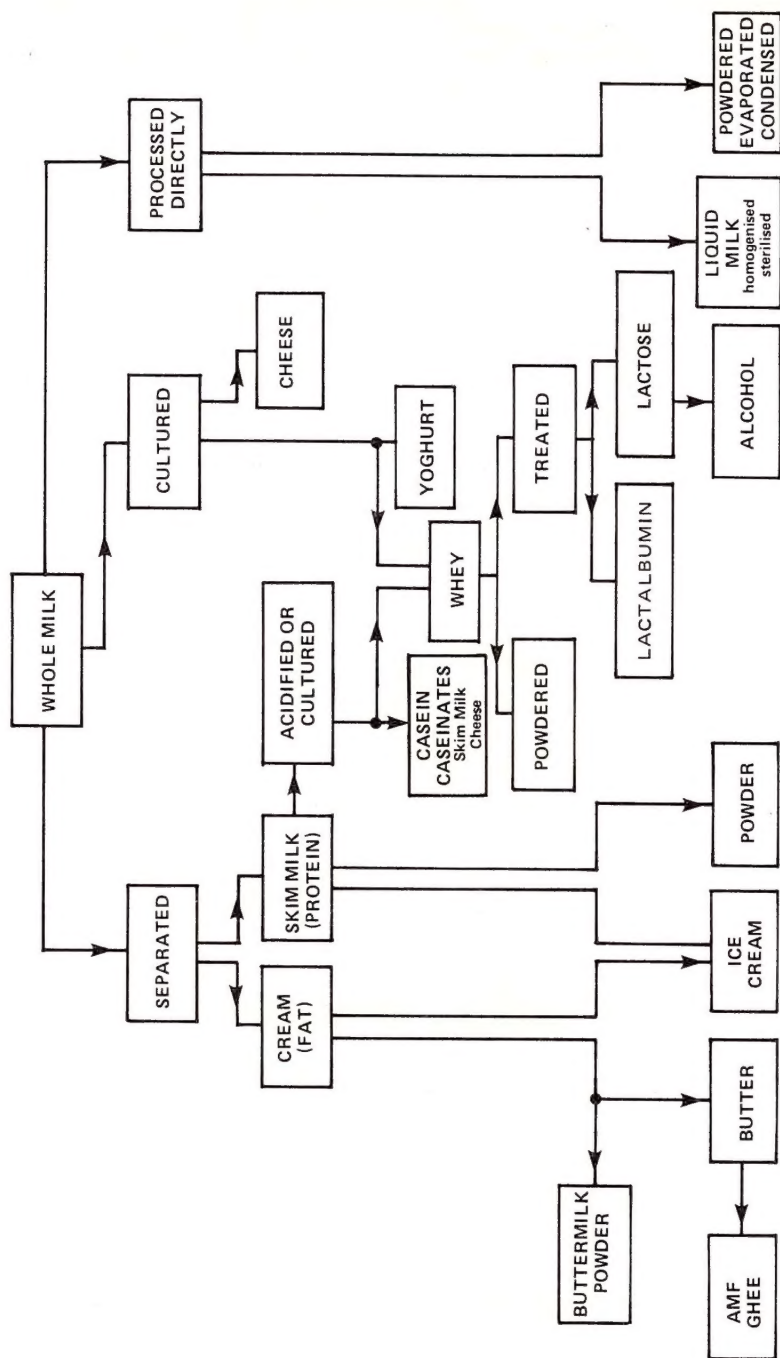 WHOLE MILK
SEPARATED
CULTURED
PROCESSED
DIRECTLY
CREAM
(FAT)
SKIM MILK
(PROTEIN)
ACIDIFIED OR
CULTURED
CHEESE
CASEIN
CASEINATES
Skim Milk
Cheese
WHEY
YOGHURT
POWDERED
TREATED
BUTTERMILK
POWDER
LACTALBUMIN
LACTOSE
AMF
GHEE
BUTTER
ICE
CREAM
POWDER
ALCOHOL
LIQUID
MILK
homogenised
sterilised
POWDERED
EVAPORATED
CONDENSED